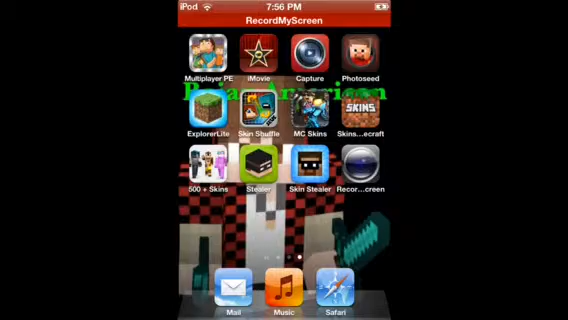 iPod 7:56 PM
RecordMyScreen
Multiplayer PE iMovie Capture Photoseed
ExplorerLite Skin Shuffle MC Skins Skins...ecraft
SKINS
500 + Skins Stealer Skin Stealer Recor...creen
Mail Music Safari